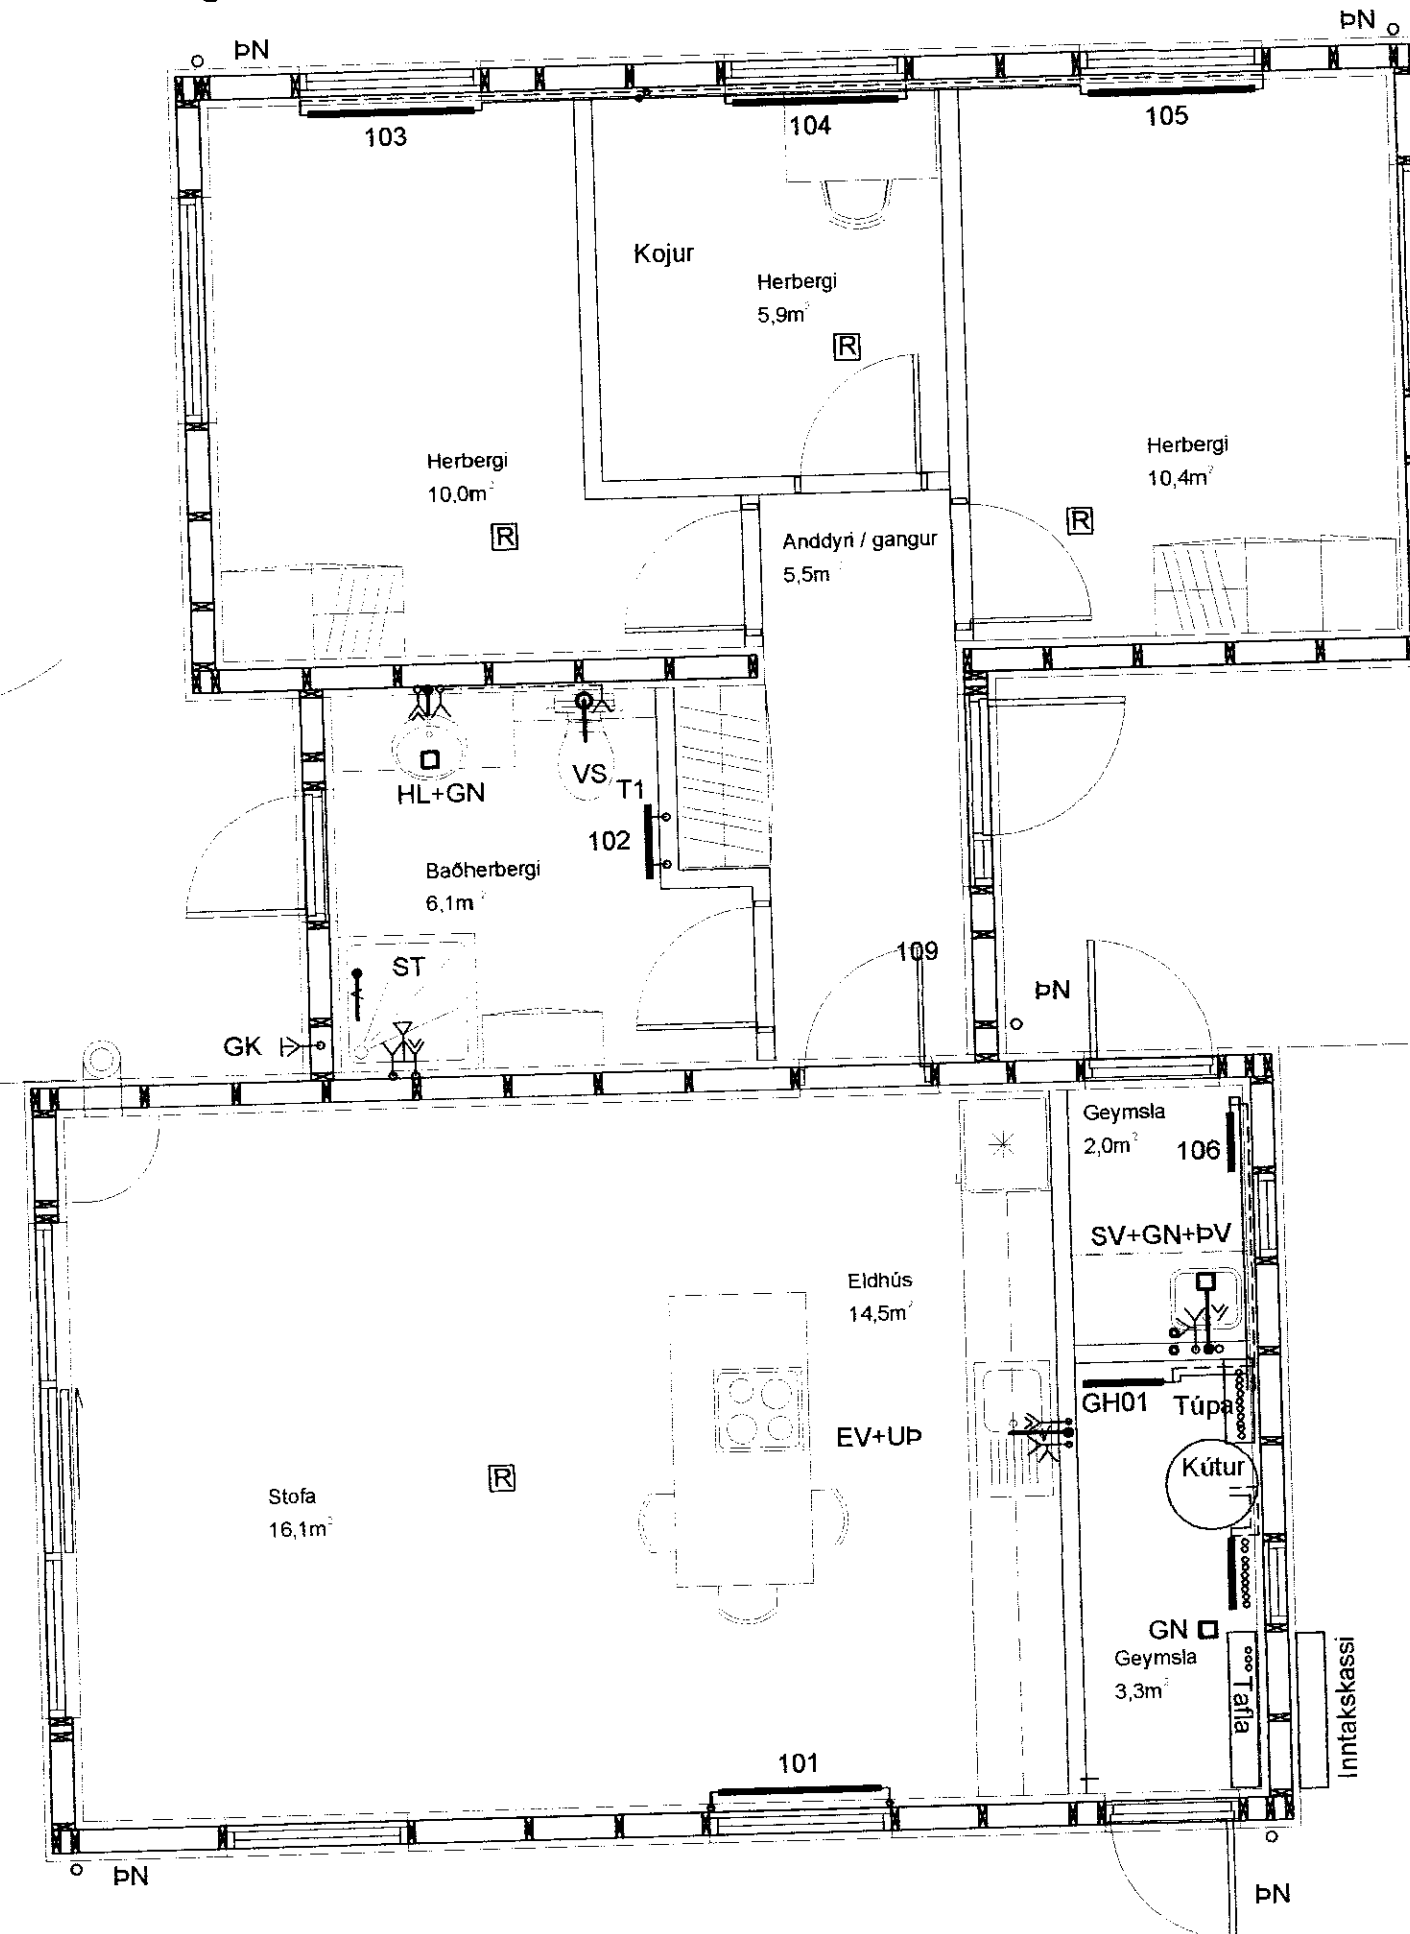 ÞN
ÞN
103
104
105
Kojur
Herbergi
5,9m²
R
Herbergi
10,0m²
R
Herbergi
10,4m²
R
Anddyri / gangur
5,5m
VS
HL+GN
T1
102
Baðherbergi
6,1m²
ST
109
ÞN
GK
Geymsla
2,0m²
106
SV+GN+ÞV
Eldhús
14,5m²
GH01
Túpa
EV+UÞ
Kútur
R
Stofa
16,1m²
GN
Geymsla
3,3m²
Tafla
Inntakskassi
101
ÞN
ÞN